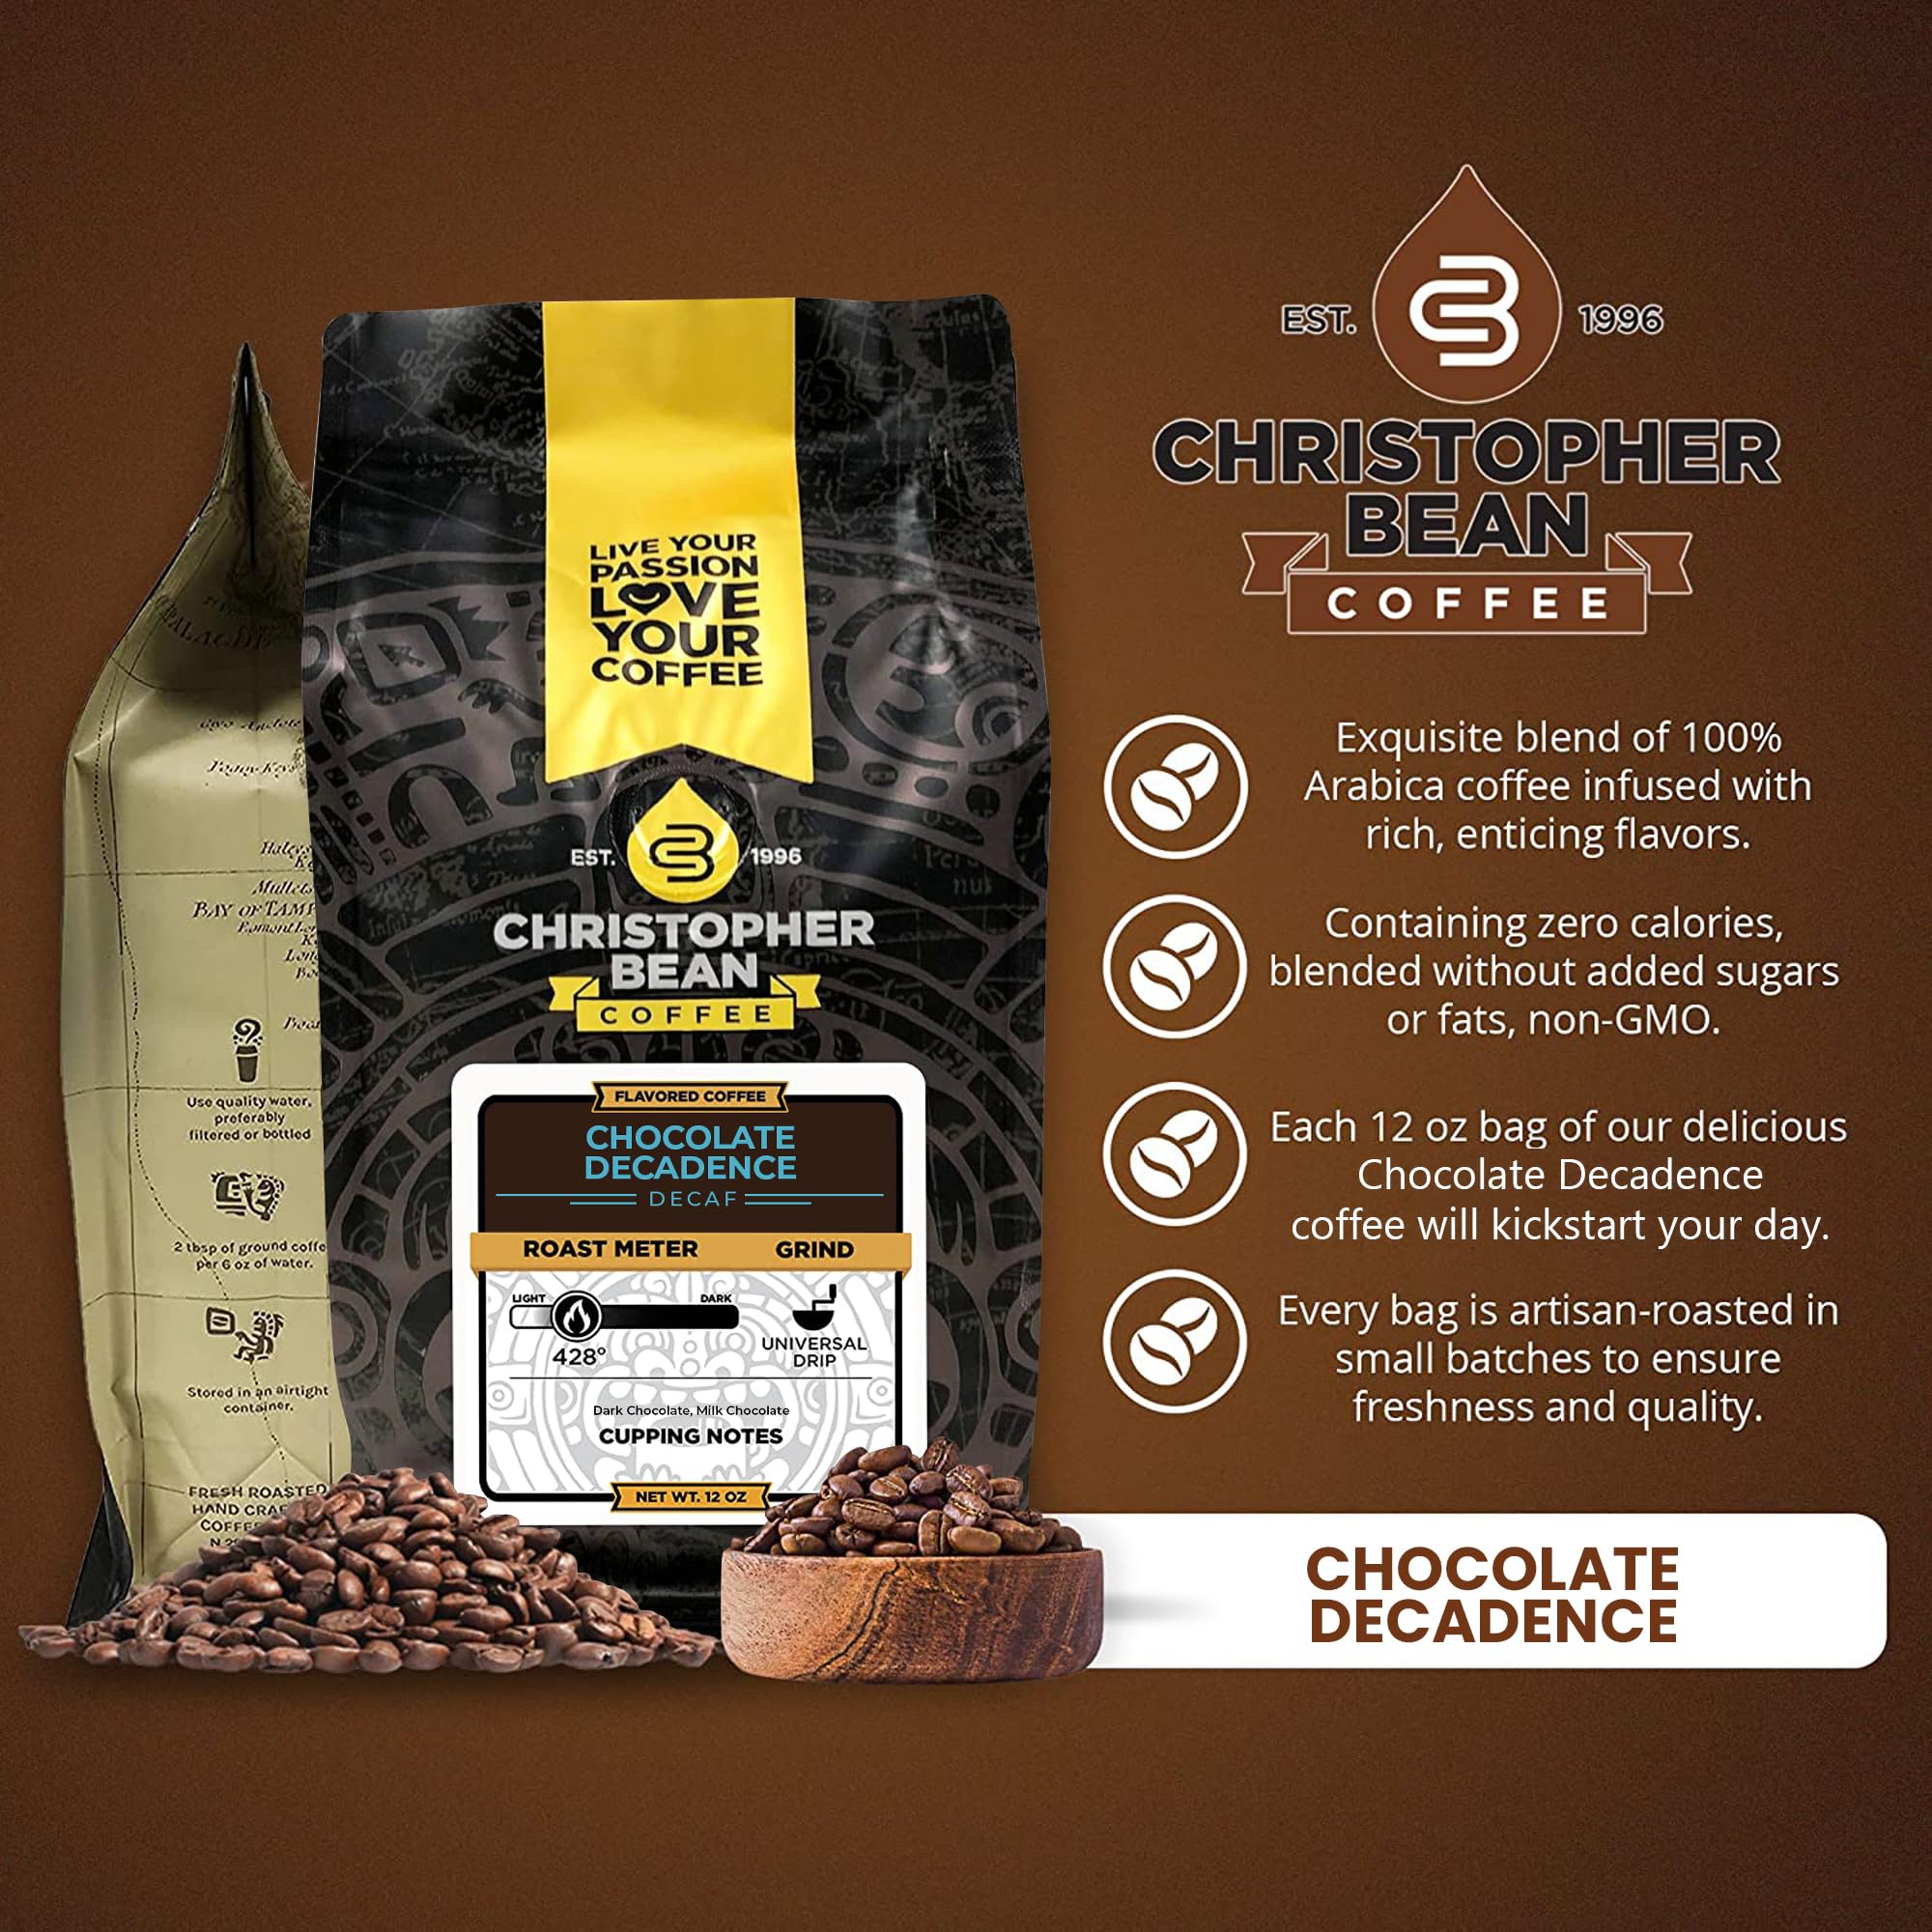 EST. 1996
CHRISTOPHER
BEAN
COFFEE
Exquisite blend of 100%
Arabica coffee infused with
rich, enticing flavors.
Containing zero calories,
blended without added sugars
or fats, non-GMO.
Each 12 oz bag of our delicious
Chocolate Decadence
coffee will kickstart your day.
Every bag is artisan-roasted in
small batches to ensure
freshness and quality.
CHOCOLATE
DECADENCE
LIVE YOUR
PASSION
LOVE
YOUR
COFFEE
EST. 1996
CHRISTOPHER
BEAN
COFFEE
FLAVORED COFFEE
CHOCOLATE
DECADENCE
DECAF
ROAST METER GRIND
LIGHT DARK
428°
UNIVERSAL
DRIP
Dark Chocolate, Milk Chocolate
CUPPING NOTES
NET WT. 12 OZ
Mullets
BAY OF
Use quality water,
preferably
filtered or bottled
2 tbsp of ground
per 6 oz of water.
Stored in an airtight
container.
FRESH ROASTED
HAND